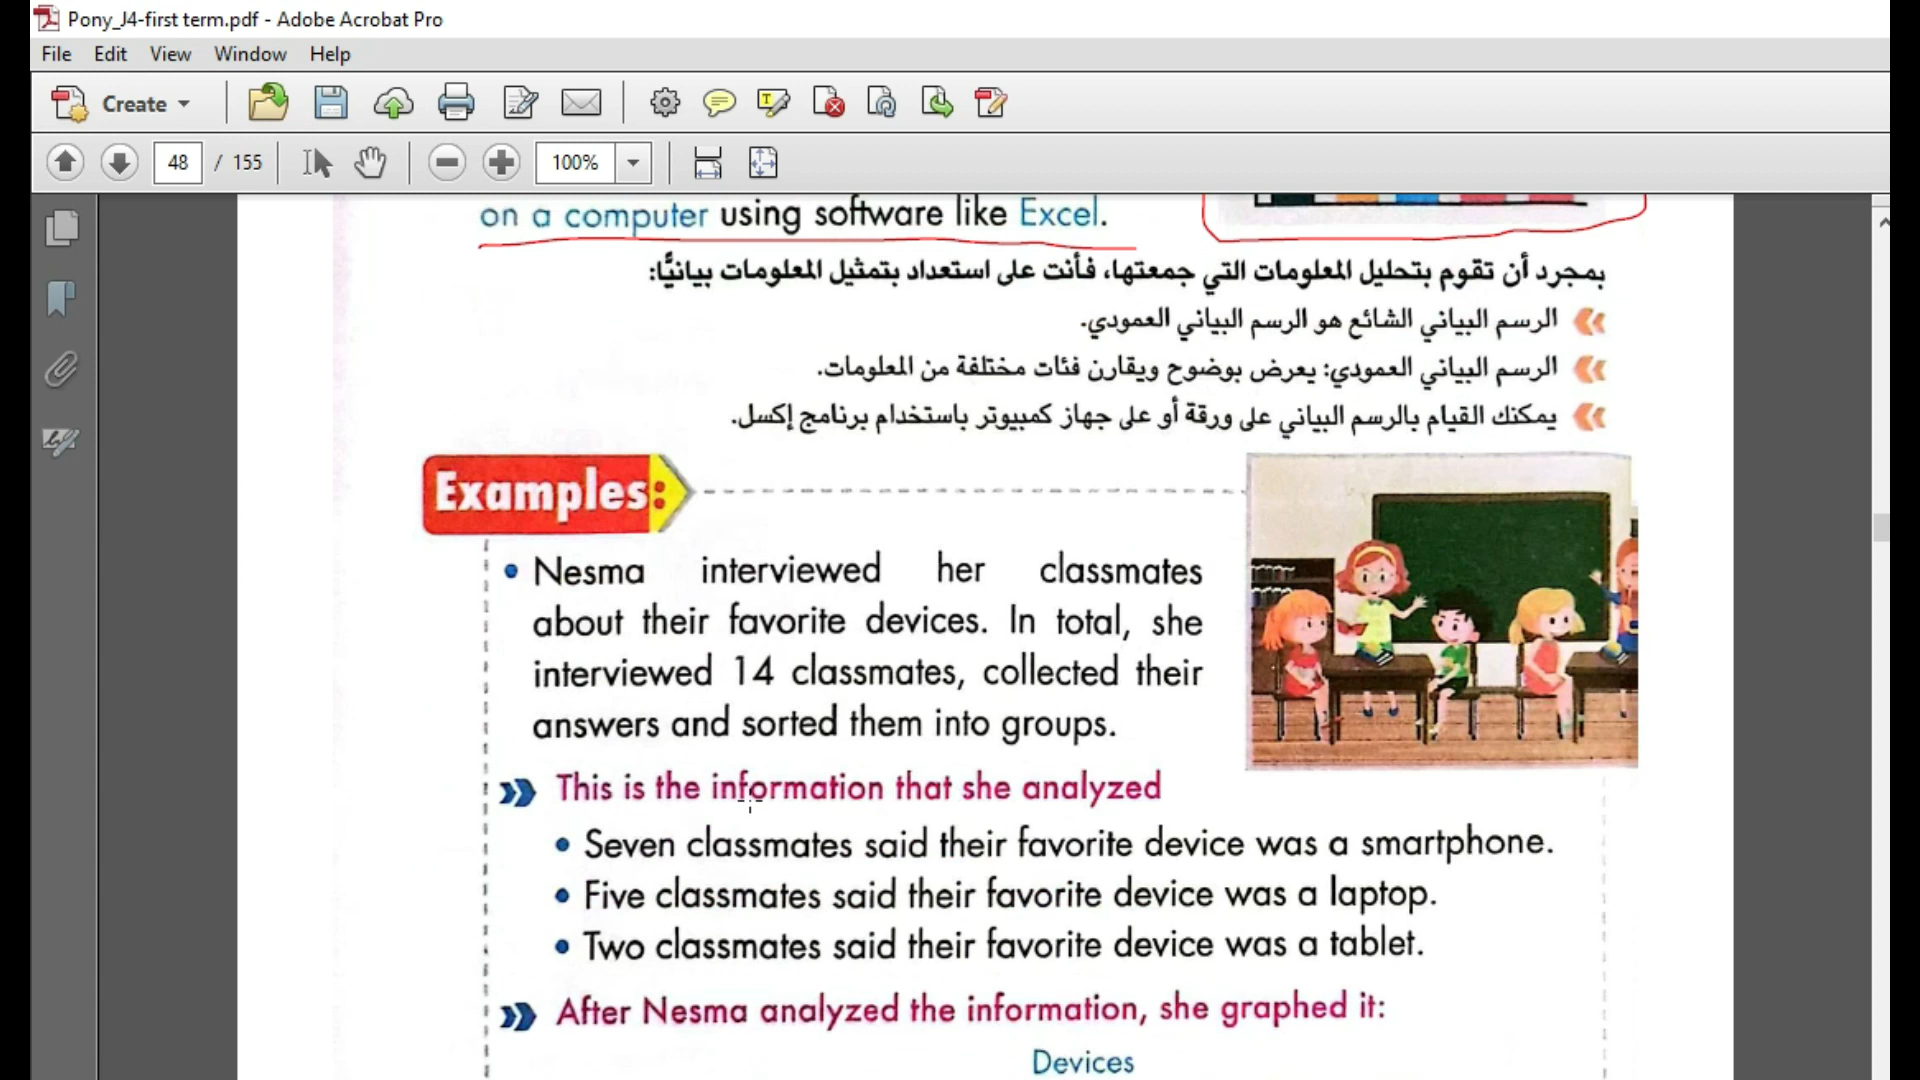 Pony_J4-first term.pdf - Adobe Acrobat Pro
File Edit View Window Help
Create
48 / 155 100%
on a computer using software like Excel.
بمجرد أن تقوم بتحليل المعلومات التي جمعتها، فأنت على استعداد بتمثيل المعلومات بيانيًّا:
الرسم البياني الشائع هو الرسم البياني العمودي.
الرسم البياني العمودي: يعرض بوضوح ويقارن فئات مختلفة من المعلومات.
يمكنك القيام بالرسم البياني على ورقة أو على جهاز كمبيوتر باستخدام برنامج إكسل.
Examples:
• Nesma interviewed her classmates
about their favorite devices. In total, she
interviewed 14 classmates, collected their
answers and sorted them into groups.
This is the information that she analyzed
• Seven classmates said their favorite device was a smartphone.
• Five classmates said their favorite device was a laptop.
• Two classmates said their favorite device was a tablet.
After Nesma analyzed the information, she graphed it:
Devices